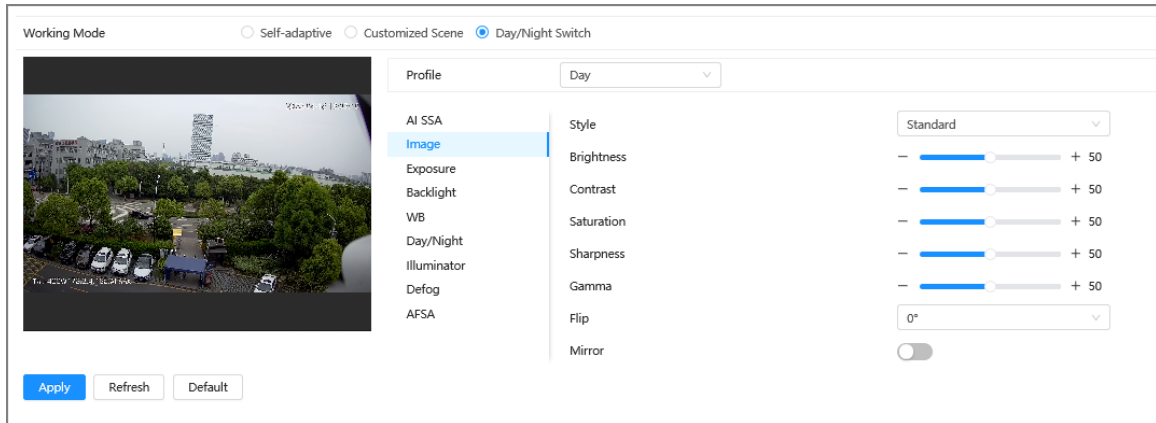 Working Mode Self-adaptive Customized Scene Day/Night Switch
Profile Day
AI SSA
Image
Exposure
Backlight
WB
Day/Night
Illuminator
Defog
AFSA
Style Standard
Brightness − + 50
Contrast − + 50
Saturation − + 50
Sharpness − + 50
Gamma − + 50
Flip 0°
Mirror
Apply Refresh Default